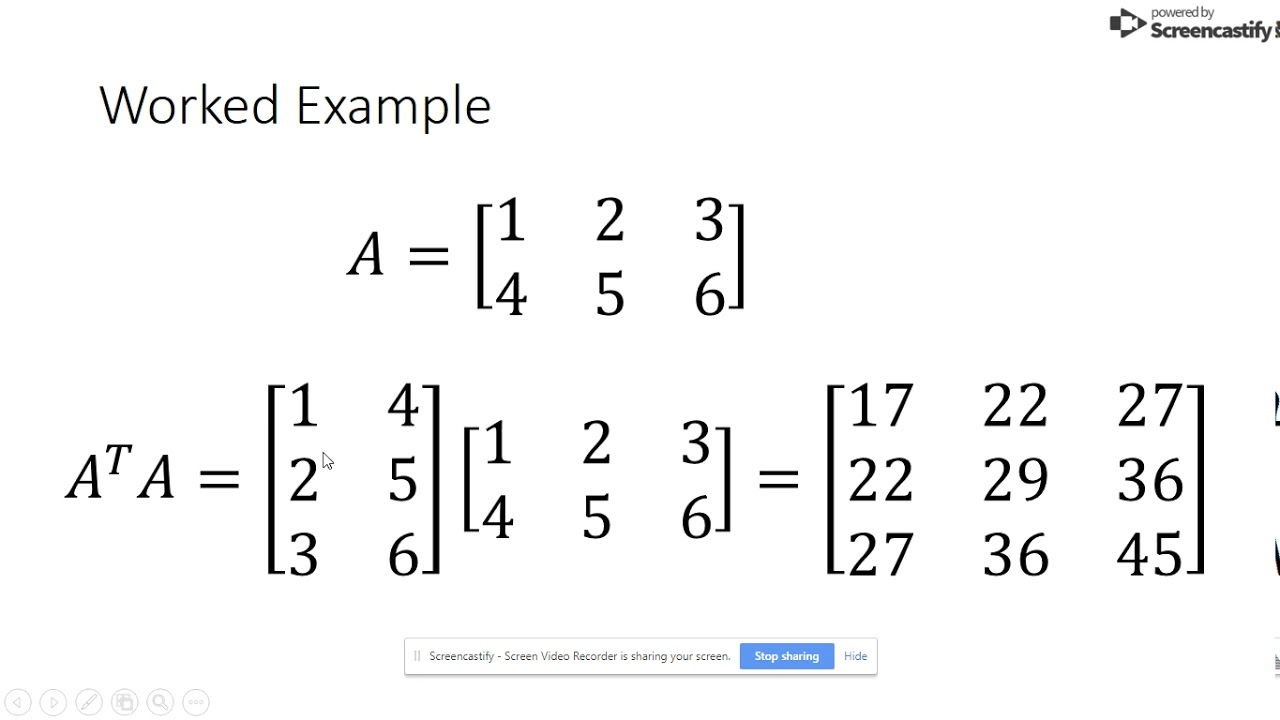 powered by
Screencastify
Worked Example
A = [1 2 3
4 5 6]
AᵀA = [1 4
2 5
3 6] [1 2 3
4 5 6] = [17 22 27
22 29 36
27 36 45]
Screencastify - Screen Video Recorder is sharing your screen. Stop sharing Hide